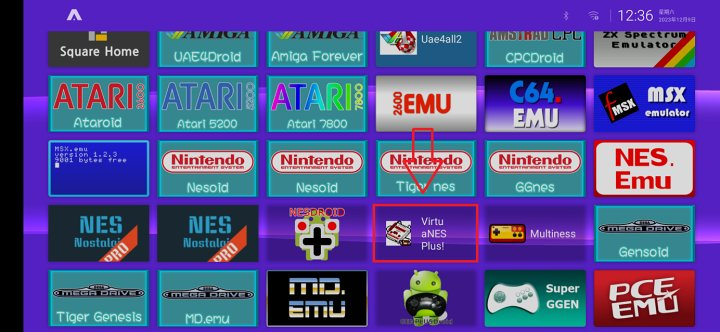 12:36
星期六
2023年12月9日
Square Home
AMIGA
UAE4Droid
AMIGA
Amiga Forever
Uae4all2
AMSTRAD CPC
CPCDroid
ZX Spectrum
Emulator
ATARI 2600
Ataroid
ATARI 5200
Atari 5200
ATARI 7800
Atari 7800
2600 EMU
C64.
EMU
fMSX
MSX
emulator
MSX.emu
version 1.2.3
9001 bytes free
Nintendo
ENTERTAINMENT SYSTEM
Nesoid
Nintendo
ENTERTAINMENT SYSTEM
Nesoid
Nintendo
ENTERTAINMENT SYSTEM
Tigernes
Nintendo
ENTERTAINMENT SYSTEM
GGnes
NES.
Emu
NES
Nostalgi
PRO
NES
Nostalgi
PRO
NESDROID
Virtu
aNES
Plus!
Multiness
MEGA DRIVE
Gensoid
MEGA DRIVE
Tiger Genesis
MEGA DRIVE
MD.emu
MD.
EMU
Super
GGEN
PCE
EMU